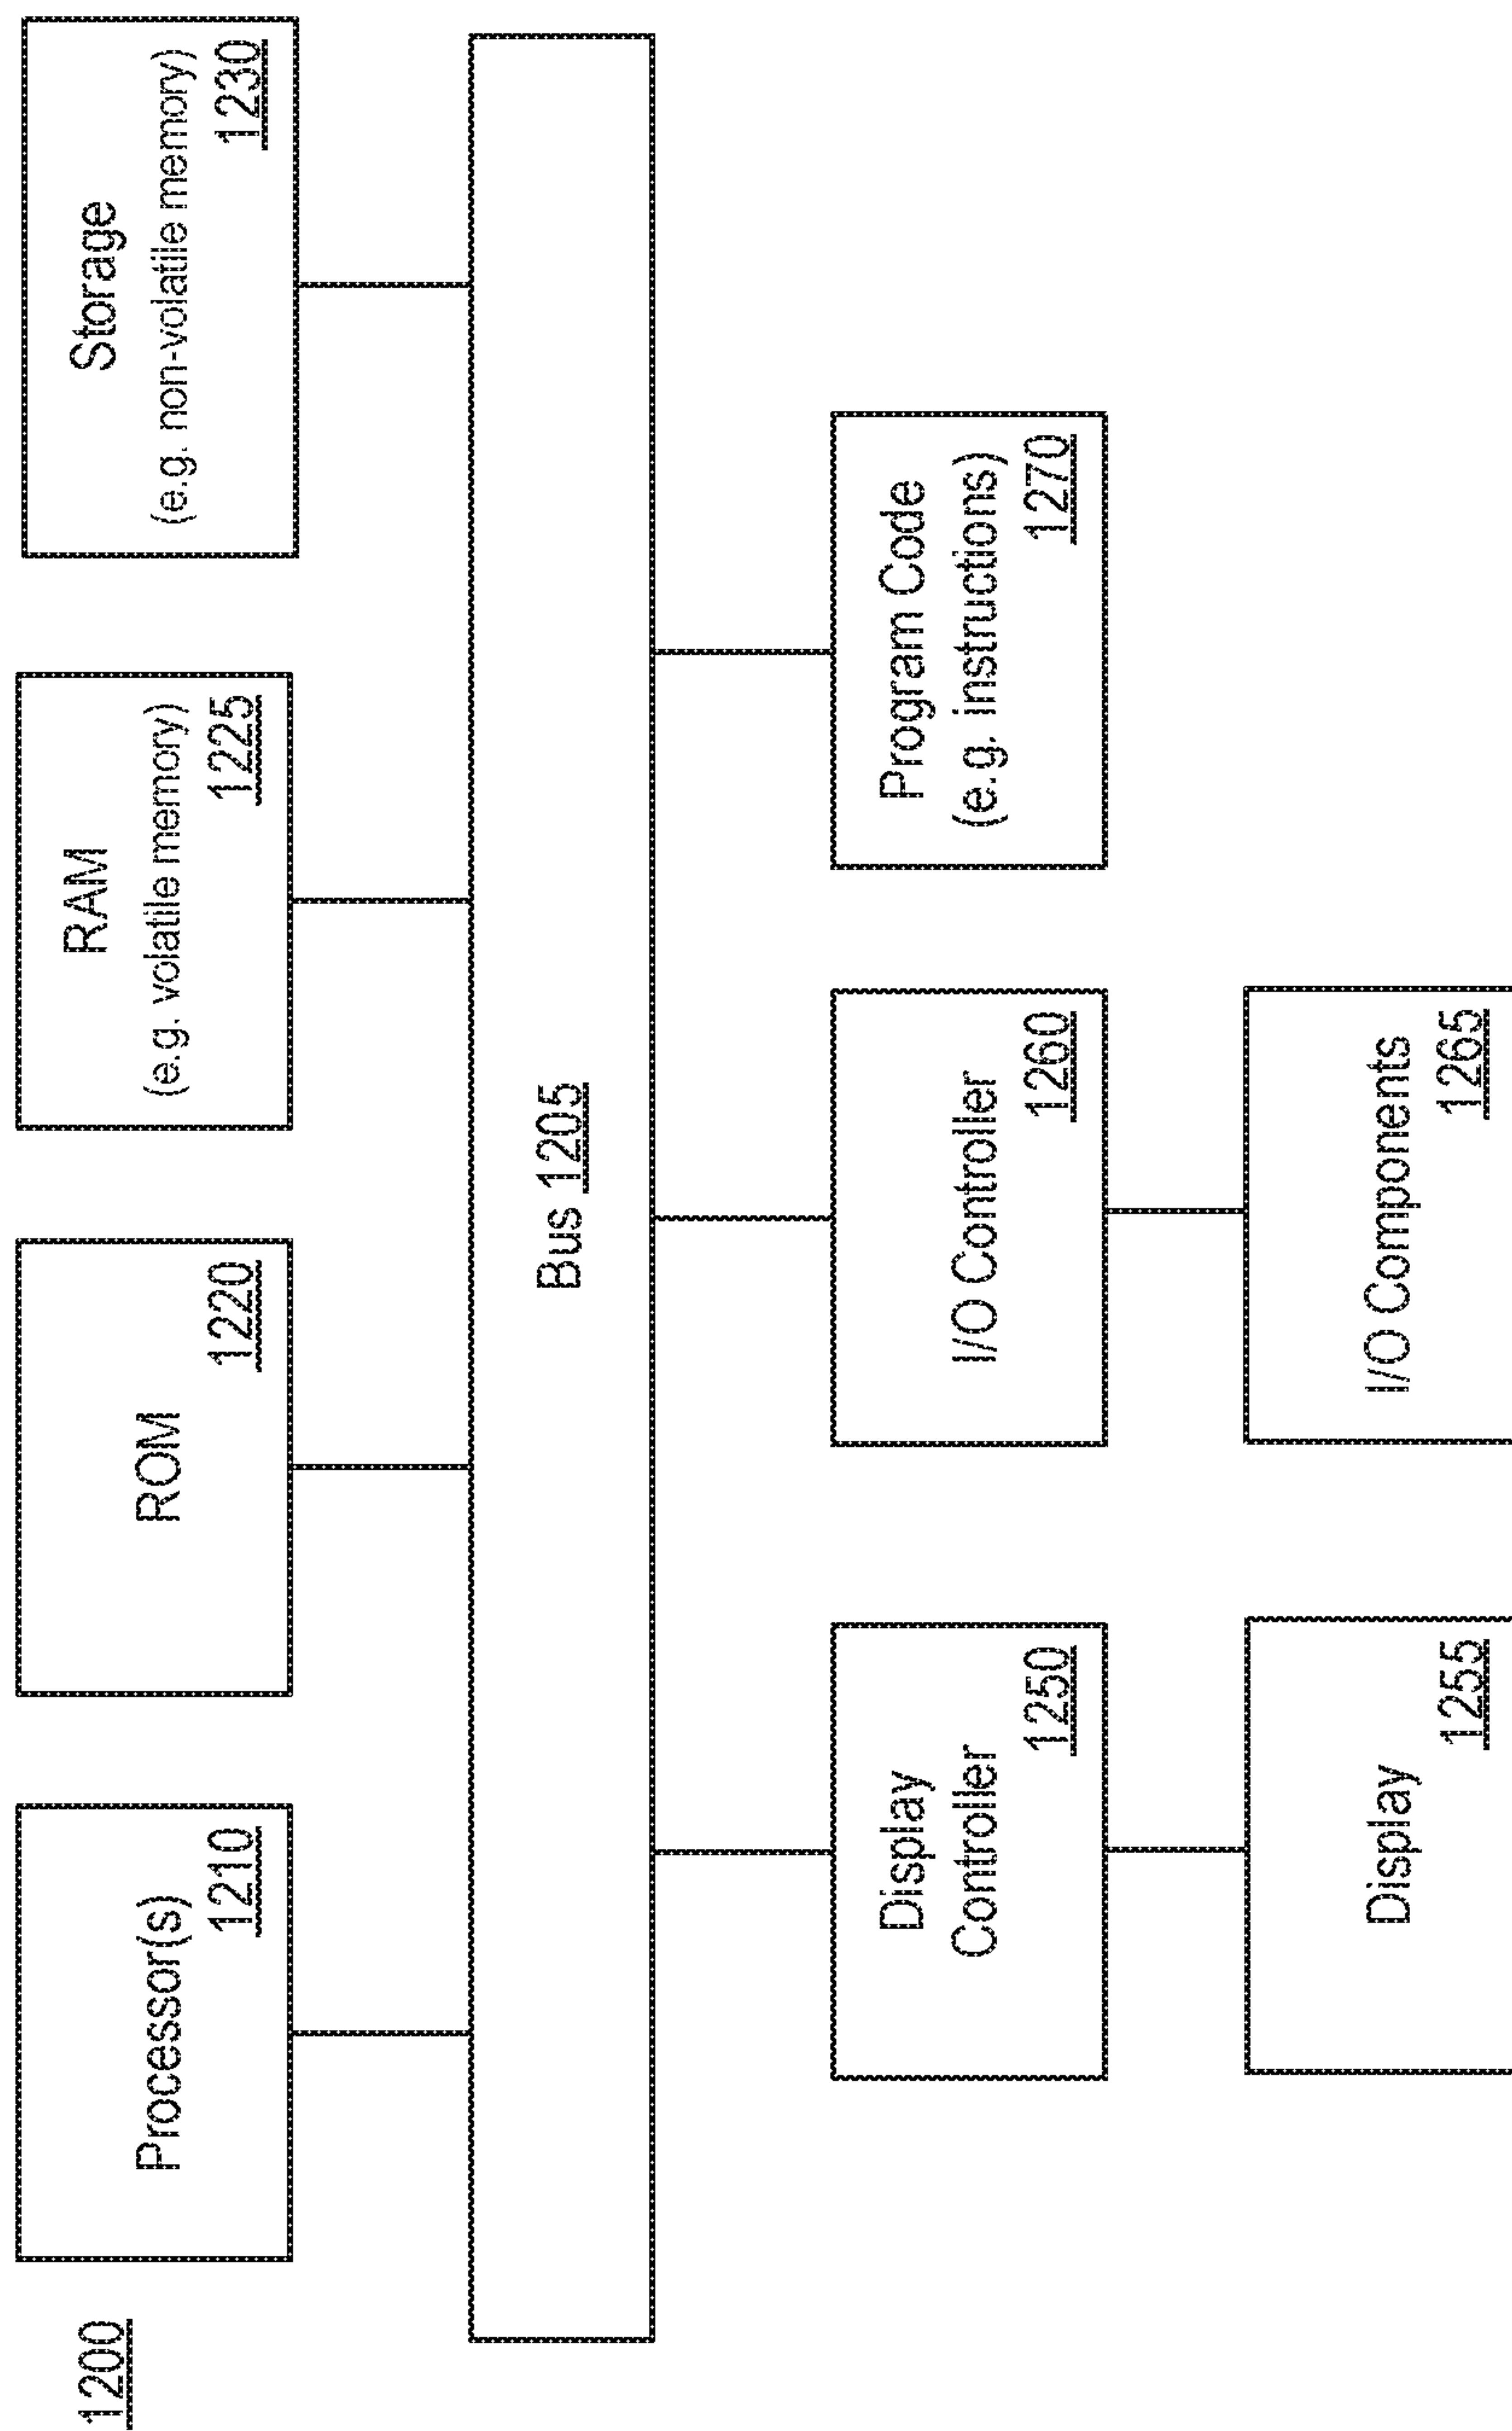 1200
Processor(s)
1210
ROM
1220
RAM
(e.g. volatile memory)
1225
Storage
(e.g. non-volatile memory)
1230
Bus 1205
Display
Controller
1250
I/O Controller
1260
Program Code
(e.g. instructions)
1270
Display
1255
I/O Components
1265